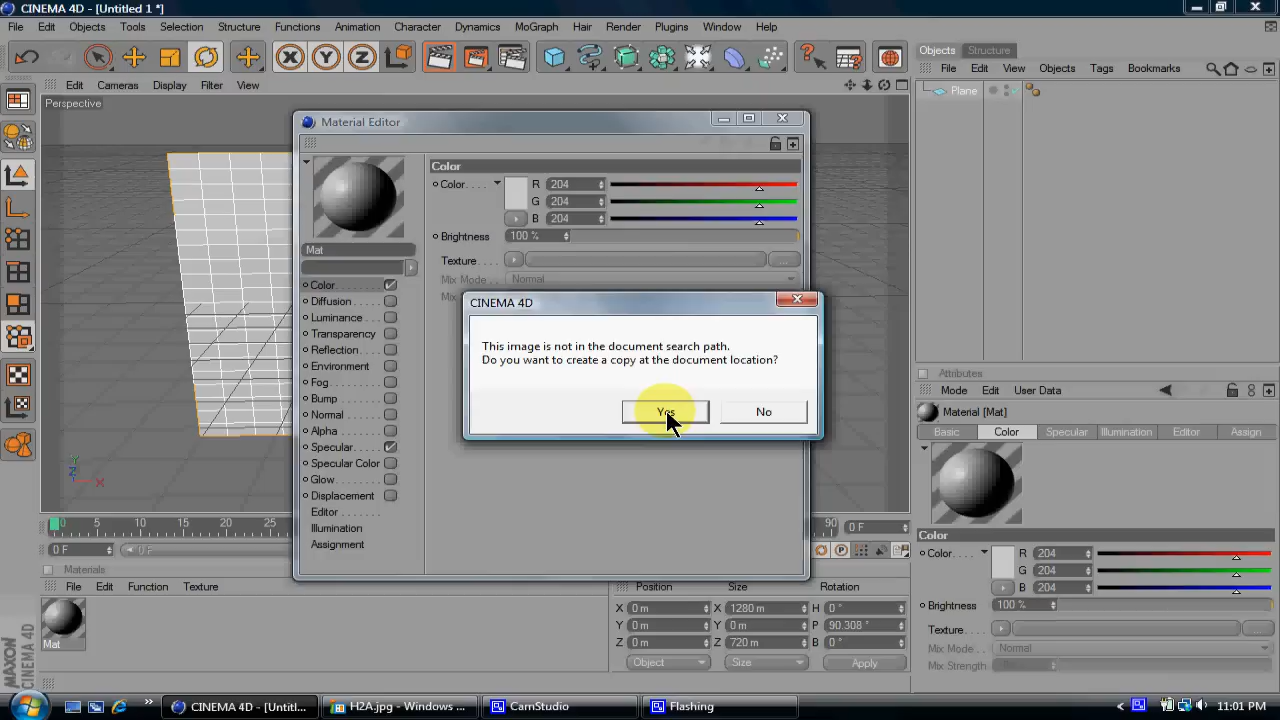 CINEMA 4D - [Untitled 1 *]
File Edit Objects Tools Selection Structure Functions Animation Character Dynamics MoGraph Hair Render Plugins Window Help
Objects Structure
Edit Cameras Display Filter View
File Edit View Objects Tags Bookmarks
Perspective
Plane
Material Editor
Color
Color R 204
G 204
B 204
Brightness 100 %
Texture
Mix Mode Normal
Mat
Color
Diffusion
Luminance
Transparency
Reflection
Environment
Fog
Bump
Normal
Alpha
Specular
Specular Color
Glow
Displacement
Editor
Illumination
Assignment
CINEMA 4D
This image is not in the document search path.
Do you want to create a copy at the document location?
Yes No
Attributes
Mode Edit User Data
Material [Mat]
Basic Color Specular Illumination Editor Assign
Color
Color R 204
G 204
B 204
Brightness 100 %
Texture
Mix Mode Normal
Mix Strength
0 5 10 15 20 25 90 0 F
0 F 0 F
Materials
File Edit Function Texture
Mat
Position Size Rotation
X 0 m X 1280 m H 0 °
Y 0 m Y 0 m P 90.308 °
Z 0 m Z 720 m B 0 °
Object Size Apply
MAXON
CINEMA 4D
CINEMA 4D - [Untitl... H2A.jpg - Windows ... CamStudio Flashing 11:01 PM